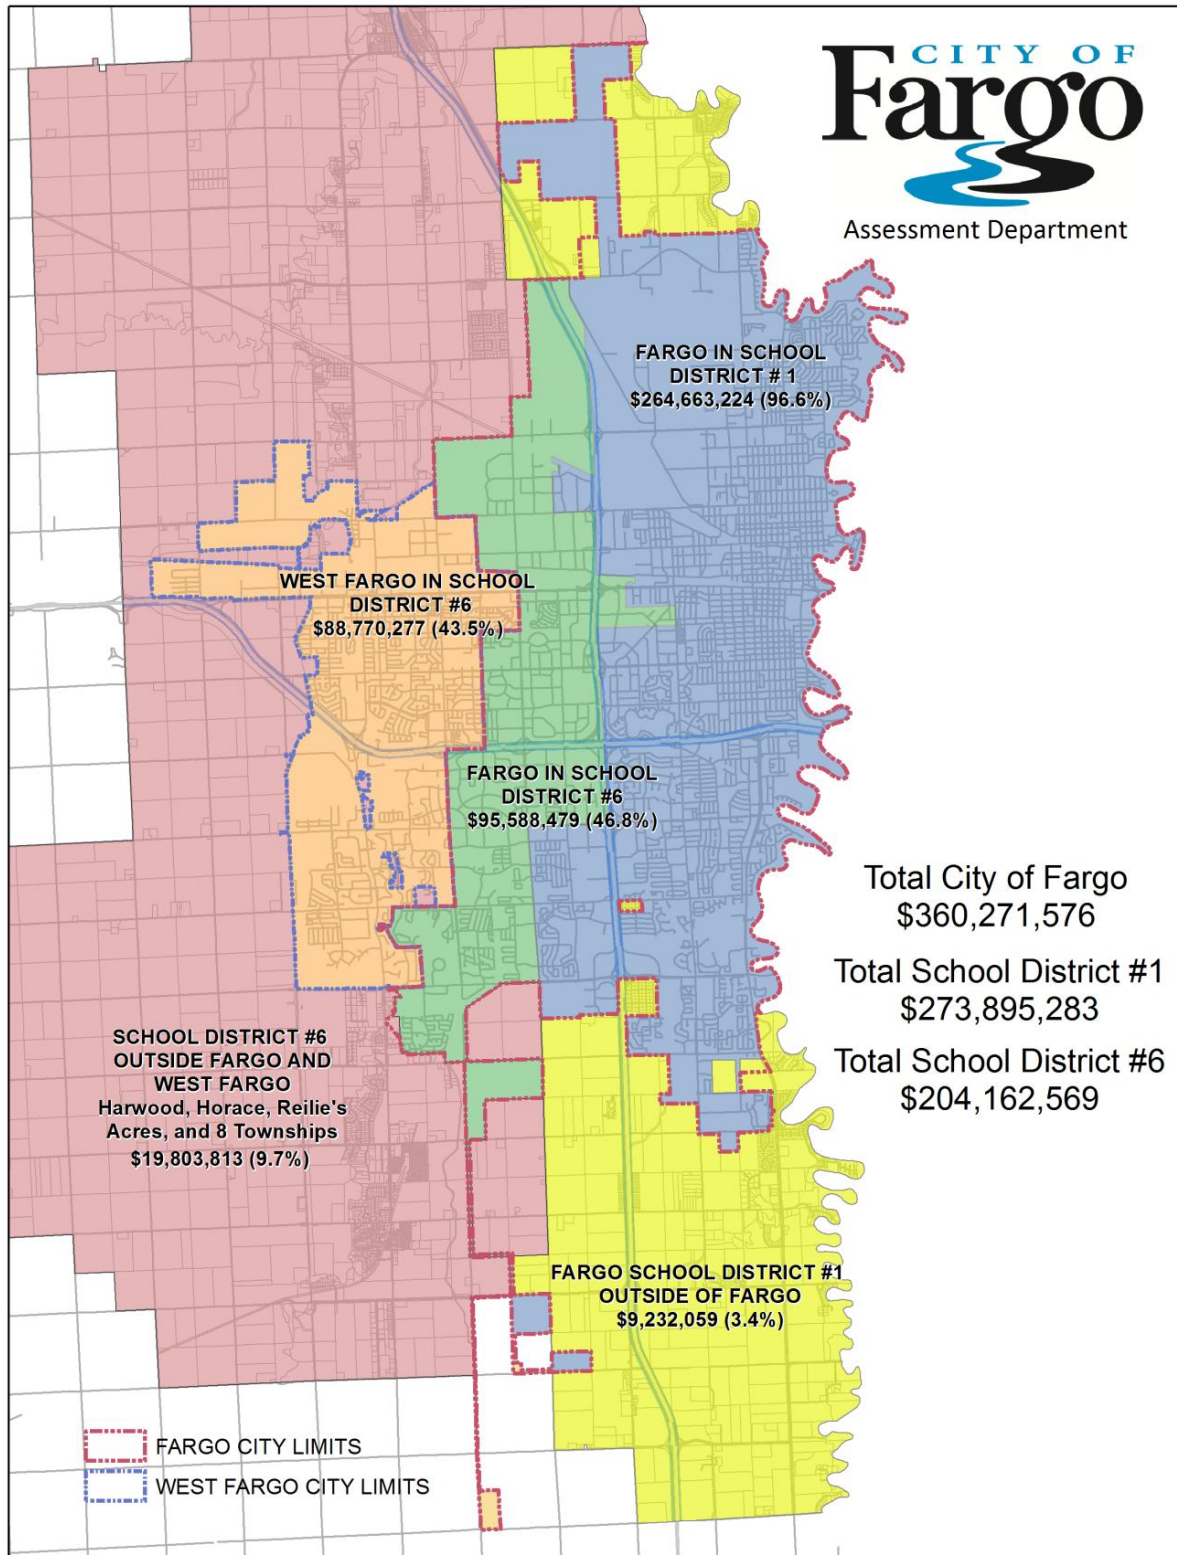 CITY OF
Fargo
Assessment Department
FARGO IN SCHOOL
DISTRICT # 1
$264,663,224 (96.6%)
WEST FARGO IN SCHOOL
DISTRICT #6
$88,770,277 (43.5%)
FARGO IN SCHOOL
DISTRICT #6
$95,588,479 (46.8%)
Total City of Fargo
$360,271,576
Total School District #1
$273,895,283
Total School District #6
$204,162,569
SCHOOL DISTRICT #6
OUTSIDE FARGO AND
WEST FARGO
Harwood, Horace, Reilie's
Acres, and 8 Townships
$19,803,813 (9.7%)
FARGO SCHOOL DISTRICT #1
OUTSIDE OF FARGO
$9,232,059 (3.4%)
FARGO CITY LIMITS
WEST FARGO CITY LIMITS